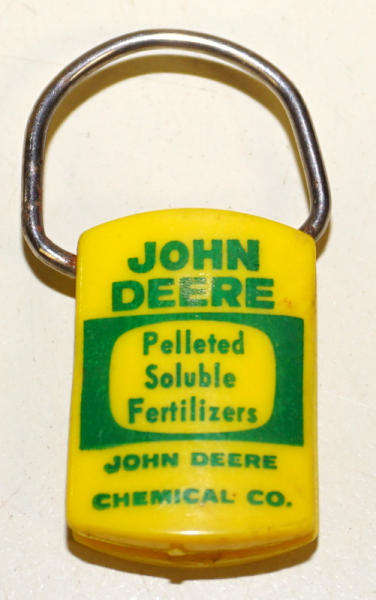 JOHN
DEERE
Pelleted
Soluble
Fertilizers
JOHN DEERE
CHEMICAL CO.